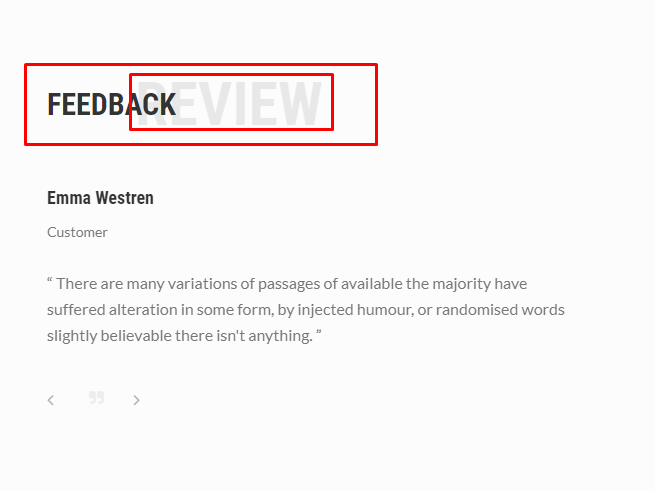 FEEDBACK REVIEW
Emma Westren
Customer
“ There are many variations of passages of available the majority have
suffered alteration in some form, by injected humour, or randomised words
slightly believable there isn't anything. ”